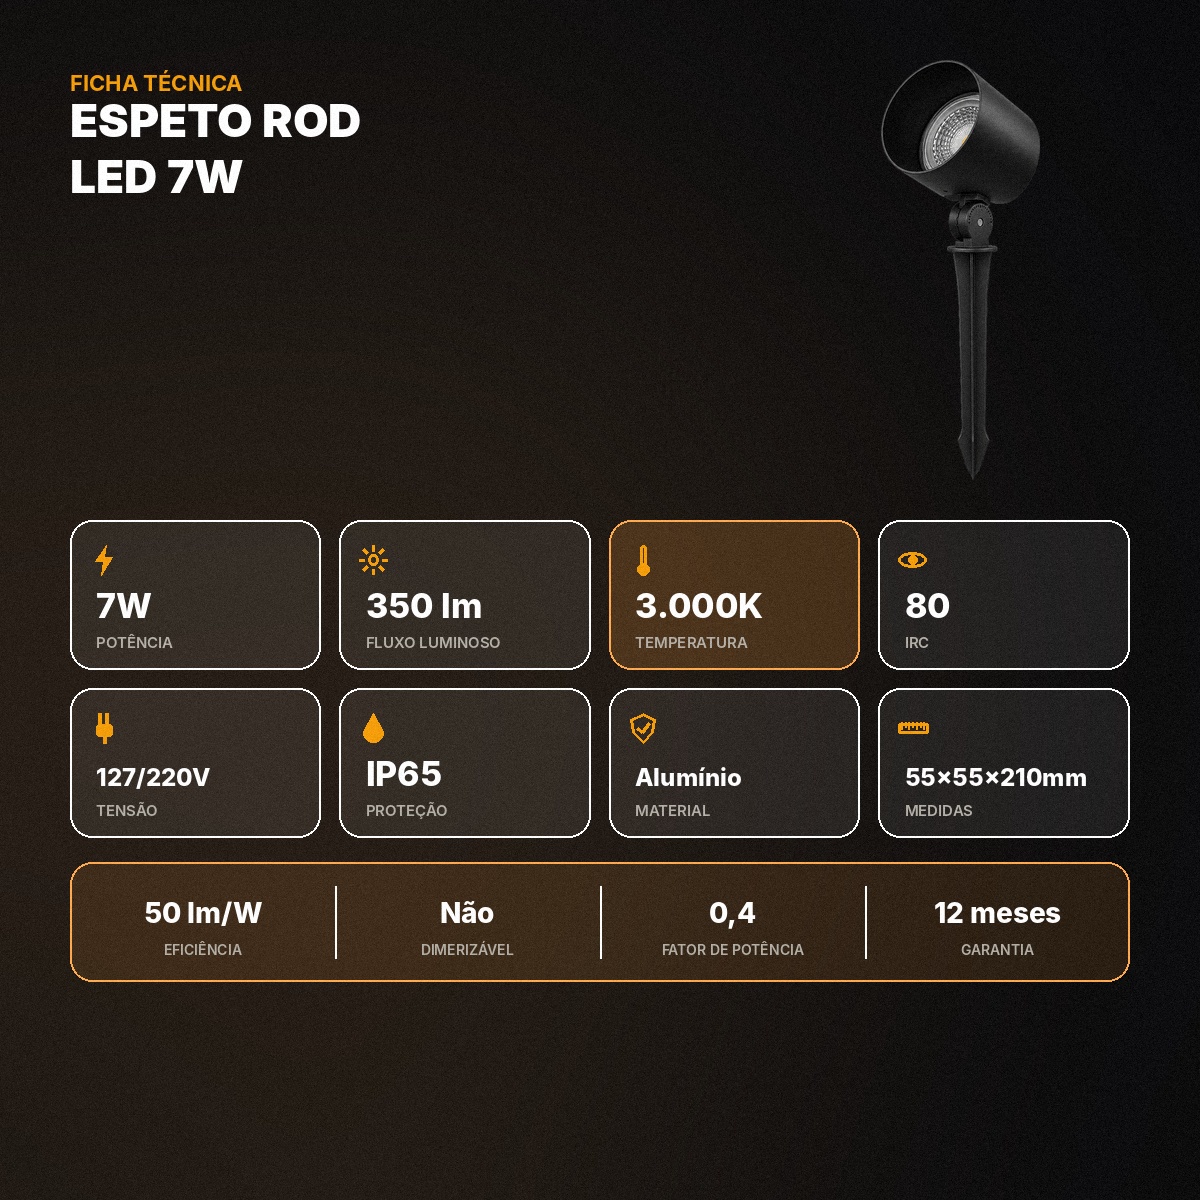 FICHA TÉCNICA
ESPETO ROD
LED 7W
7W
POTÊNCIA
350 lm
FLUXO LUMINOSO
3.000K
TEMPERATURA
80
IRC
127/220V
TENSÃO
IP65
PROTEÇÃO
Alumínio
MATERIAL
55×55×210mm
MEDIDAS
50 lm/W
EFICIÊNCIA
Não
DIMERIZÁVEL
0,4
FATOR DE POTÊNCIA
12 meses
GARANTIA